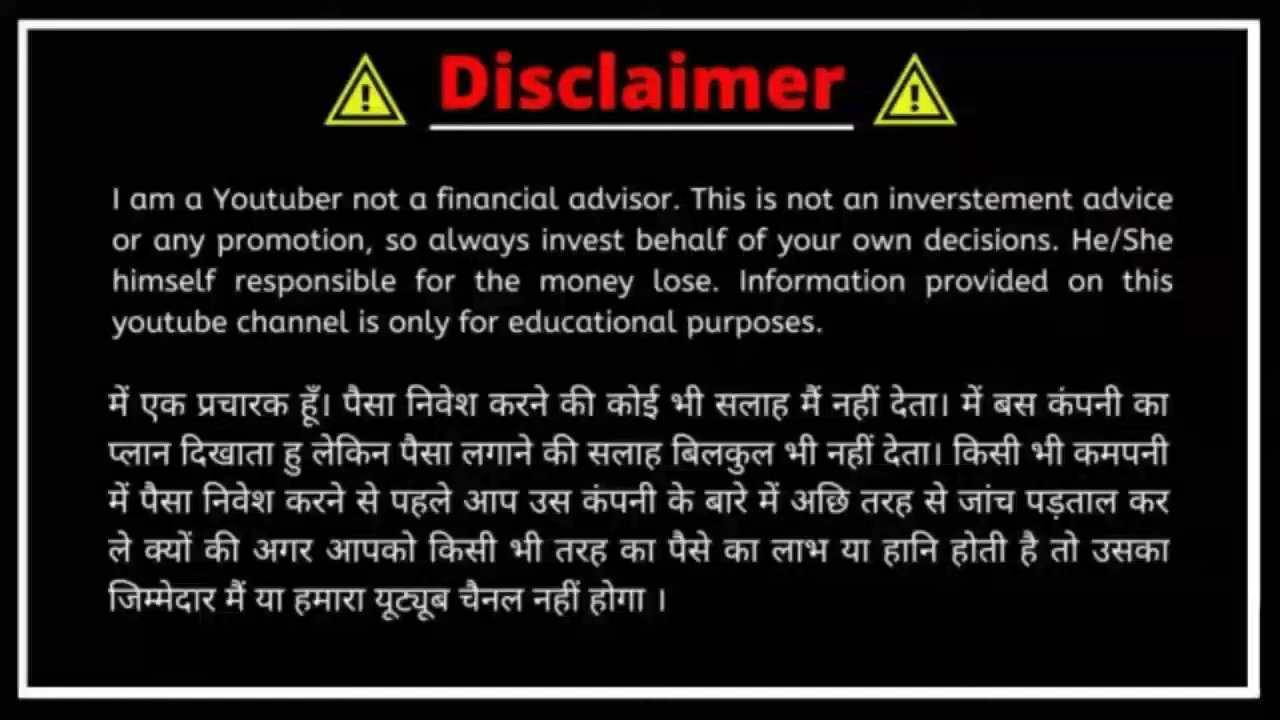 Disclaimer
I am a Youtuber not a financial advisor. This is not an inverstement advice
or any promotion, so always invest behalf of your own decisions. He/She
himself responsible for the money lose. Information provided on this
youtube channel is only for educational purposes.
में एक प्रचारक हूँ। पैसा निवेश करने की कोई भी सलाह मैं नहीं देता। में बस कंपनी का
प्लान दिखाता हु लेकिन पैसा लगाने की सलाह बिलकुल भी नहीं देता। किसी भी कमपनी
में पैसा निवेश करने से पहले आप उस कंपनी के बारे में अछि तरह से जांच पड़ताल कर
ले क्यों की अगर आपको किसी भी तरह का पैसे का लाभ या हानि होती है तो उसका
जिम्मेदार मैं या हमारा यूट्यूब चैनल नहीं होगा ।